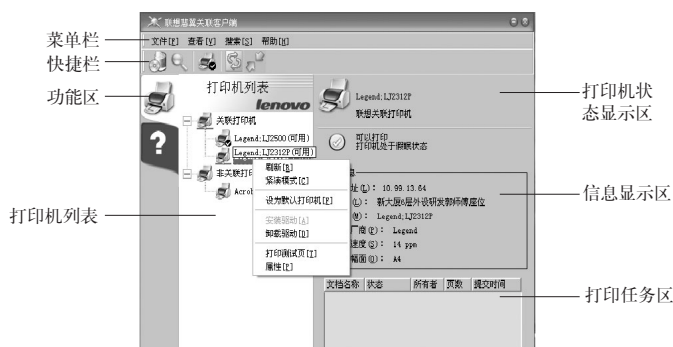 联想慧翼关联客户端
菜单栏
文件[F] 查看[V] 搜索[S] 帮助[H]
快捷栏
功能区
打印机列表
lenovo
Legend:LJ2312P
联想关联打印机
打印机状
态显示区
关联打印机
Legend:LJ2500(可用)
Legend:LJ2312P(可用)
可以打印
打印机处于假眠状态
非关联打印
Acrob
刷新[R]
紧凑模式[C]
设为默认打印机[F]
安装驱动[A]
卸载驱动[D]
打印测试页[T]
属性[P]
息
址(L): 10.99.13.64
(L): 新大厦6层外设研发郭师傅座位
(M): Legend:LJ2312P
厂商(P): Legend
速度(S): 14 ppm
幅面(O): A4
信息显示区
打印机列表
文档名称 状态 所有者 页数 提交时间
打印任务区